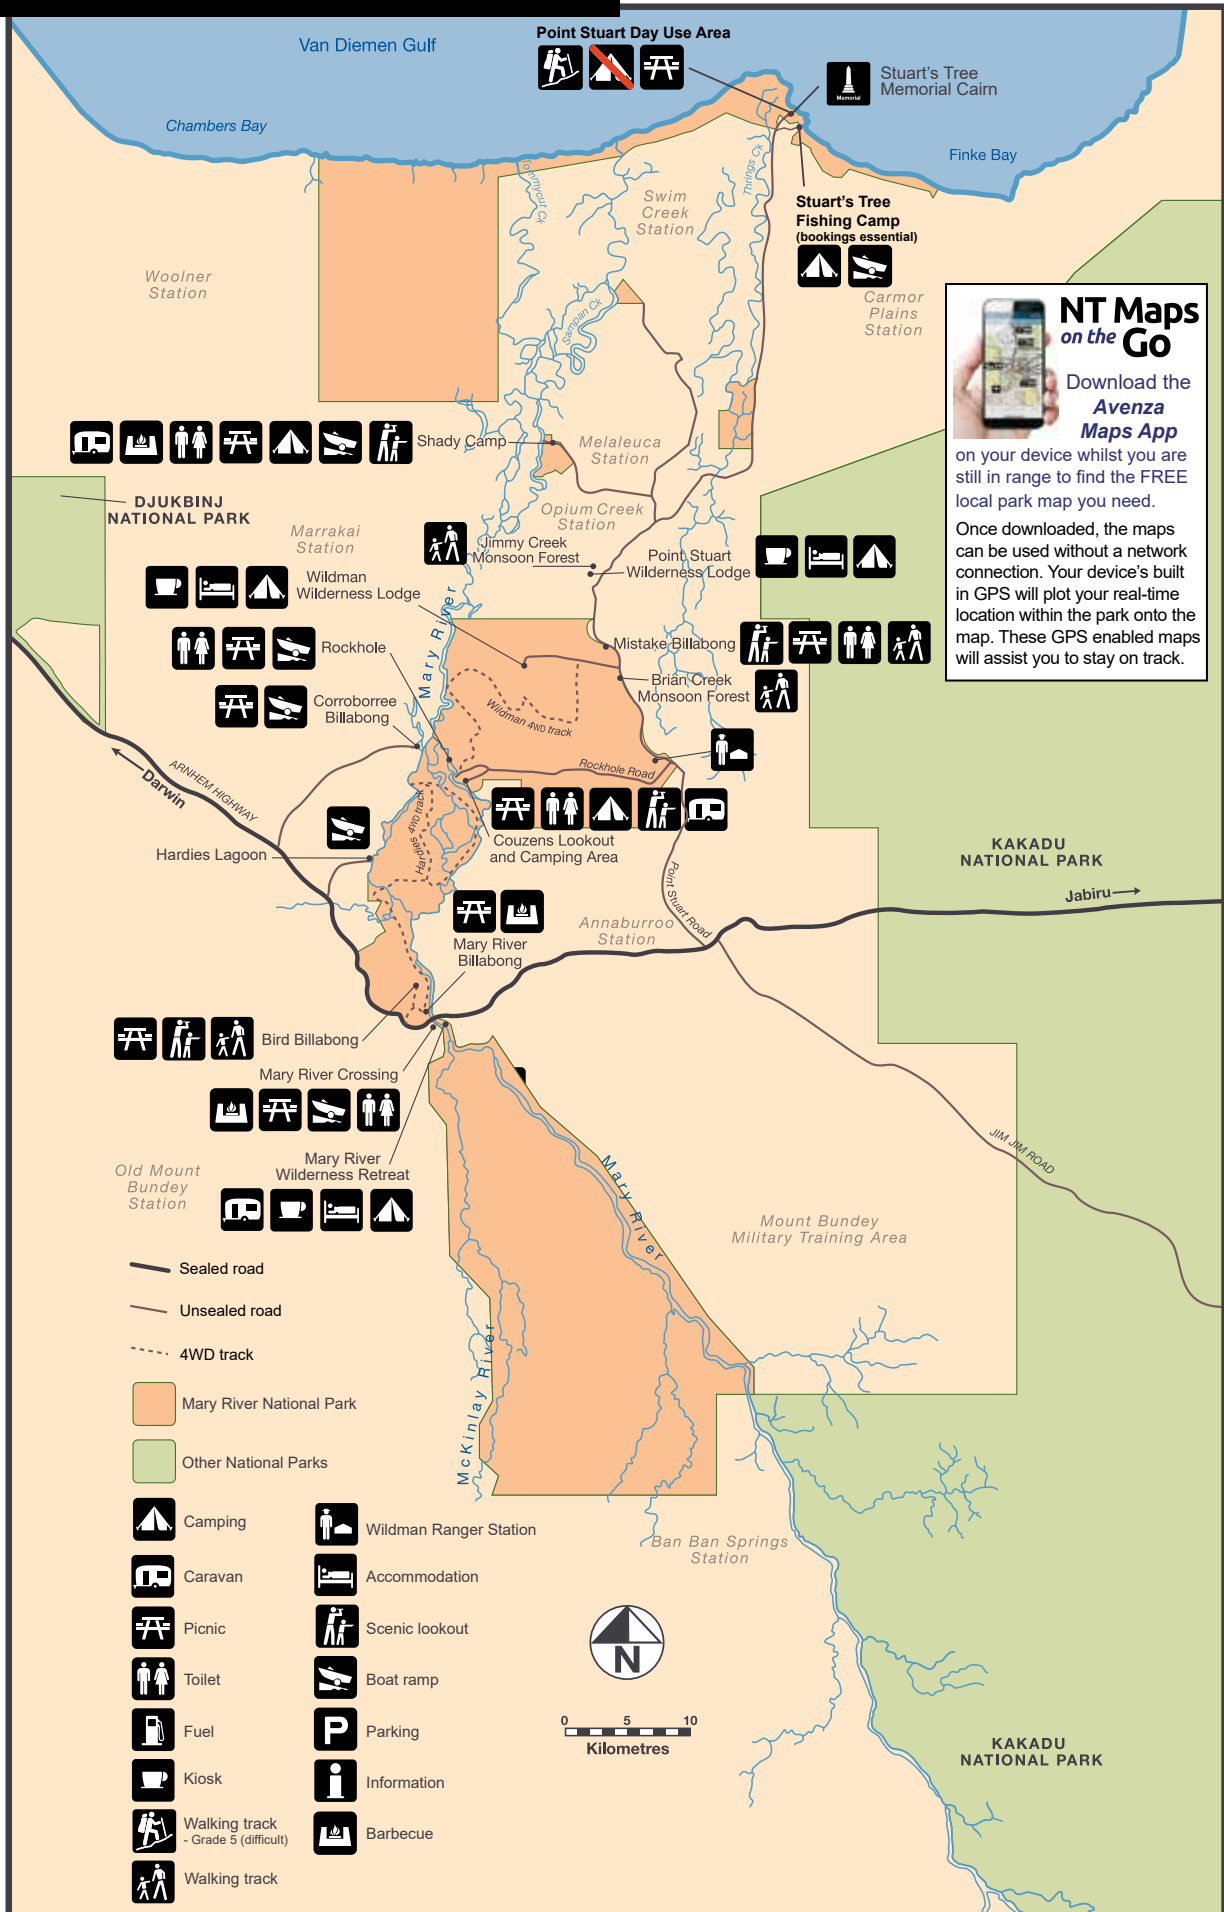 Van Diemen Gulf
Point Stuart Day Use Area
Memorial
Stuart's Tree
Memorial Cairn
Chambers Bay
Finke Bay
Tommycut Ck
Thrings Ck
Swim
Creek
Station
Stuart's Tree
Fishing Camp
(bookings essential)
Woolner
Station
Carmor
Plains
Station
Sampan Ck
NT Maps
on the Go
Download the
Avenza
Maps App
on your device whilst you are
still in range to find the FREE
local park map you need.
Once downloaded, the maps
can be used without a network
connection. Your device's built
in GPS will plot your real-time
location within the park onto the
map. These GPS enabled maps
will assist you to stay on track.
Shady Camp
Melaleuca
Station
DJUKBINJ
NATIONAL PARK
Opium Creek
Station
Marrakai
Station
Jimmy Creek
Monsoon Forest
Point Stuart
Wilderness Lodge
Wildman
Wilderness Lodge
Mary River
Rockhole
Mistake Billabong
Brian Creek
Monsoon Forest
Corroborree
Billabong
Wildman 4WD track
Rockhole Road
ARNHEM HIGHWAY
Darwin
Hardies 4WD track
Couzens Lookout
and Camping Area
Hardies Lagoon
KAKADU
NATIONAL PARK
Point Stuart Road
Jabiru
Annaburroo
Station
Mary River
Billabong
Bird Billabong
Mary River Crossing
JIM JIM ROAD
Mary River
Wilderness Retreat
Old Mount
Bundey
Station
Mary River
Mount Bundey
Military Training Area
Sealed road
Unsealed road
4WD track
McKinlay River
Mary River National Park
Other National Parks
Camping
Wildman Ranger Station
Ban Ban Springs
Station
Caravan
Accommodation
Picnic
Scenic lookout
Toilet
Boat ramp
N
Fuel
P
Parking
0 5 10
Kilometres
KAKADU
NATIONAL PARK
Kiosk
Information
Walking track
- Grade 5 (difficult)
Barbecue
Walking track